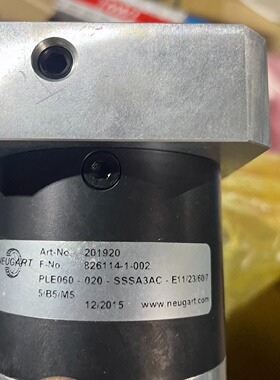 NEUGART
Art-No. 201920
F-No. 826114-1-002
PLE060 - 020 - SSSA3AC - E11/23/60/7
5/B5/M5
12/2015 www.neugart.com